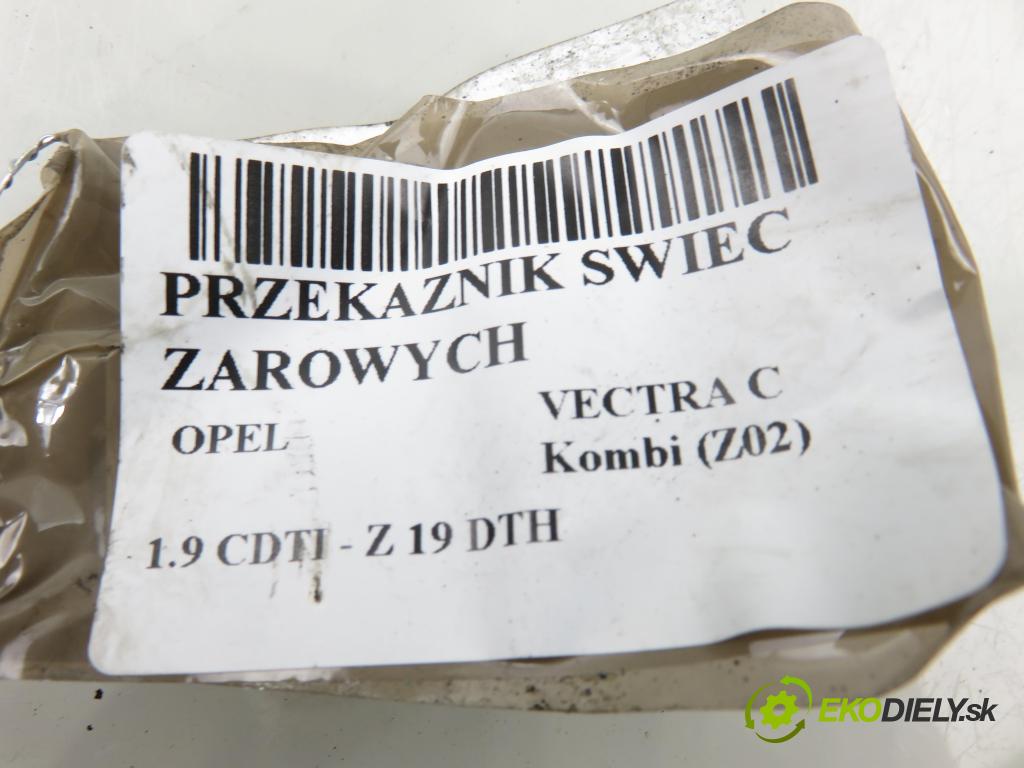 PRZEKAZNIK SWIEC
ZAROWYCH
OPEL
VECTRA C
Kombi (Z02)
1.9 CDTI - Z 19 DTH
EKODIELY.sk